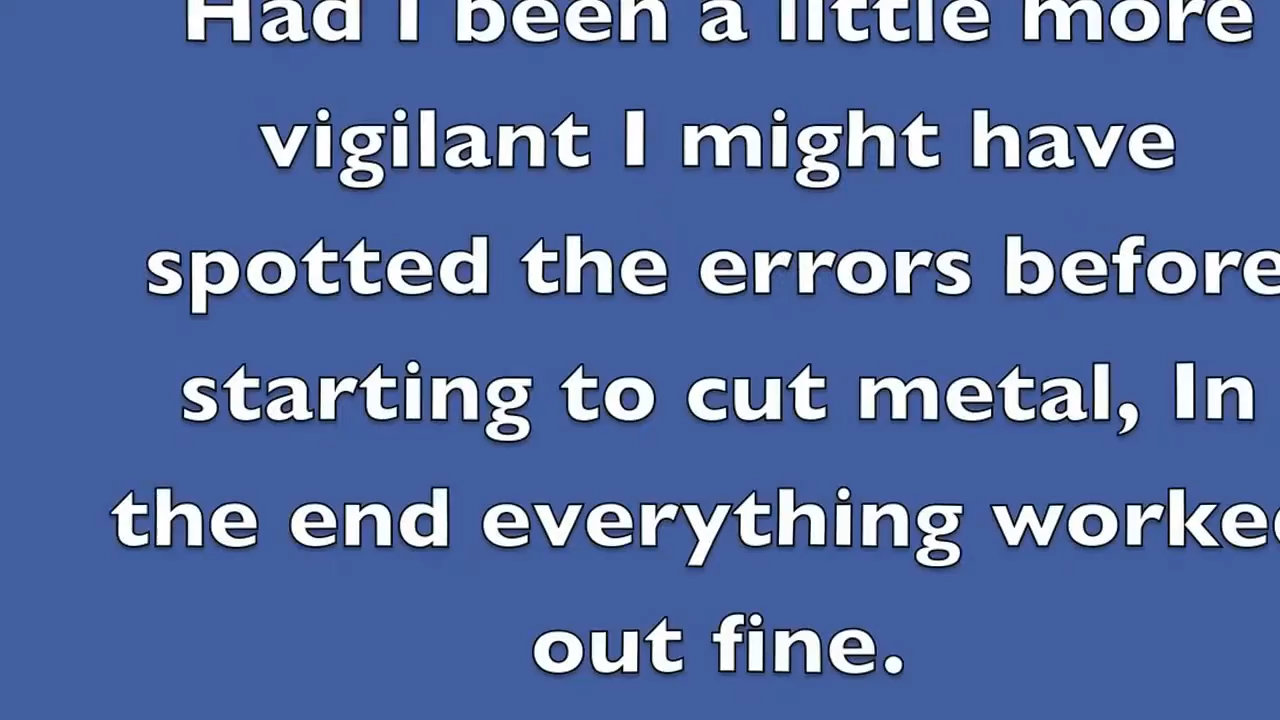 Had I been a little more
vigilant I might have
spotted the errors before
starting to cut metal, In
the end everything worked
out fine.